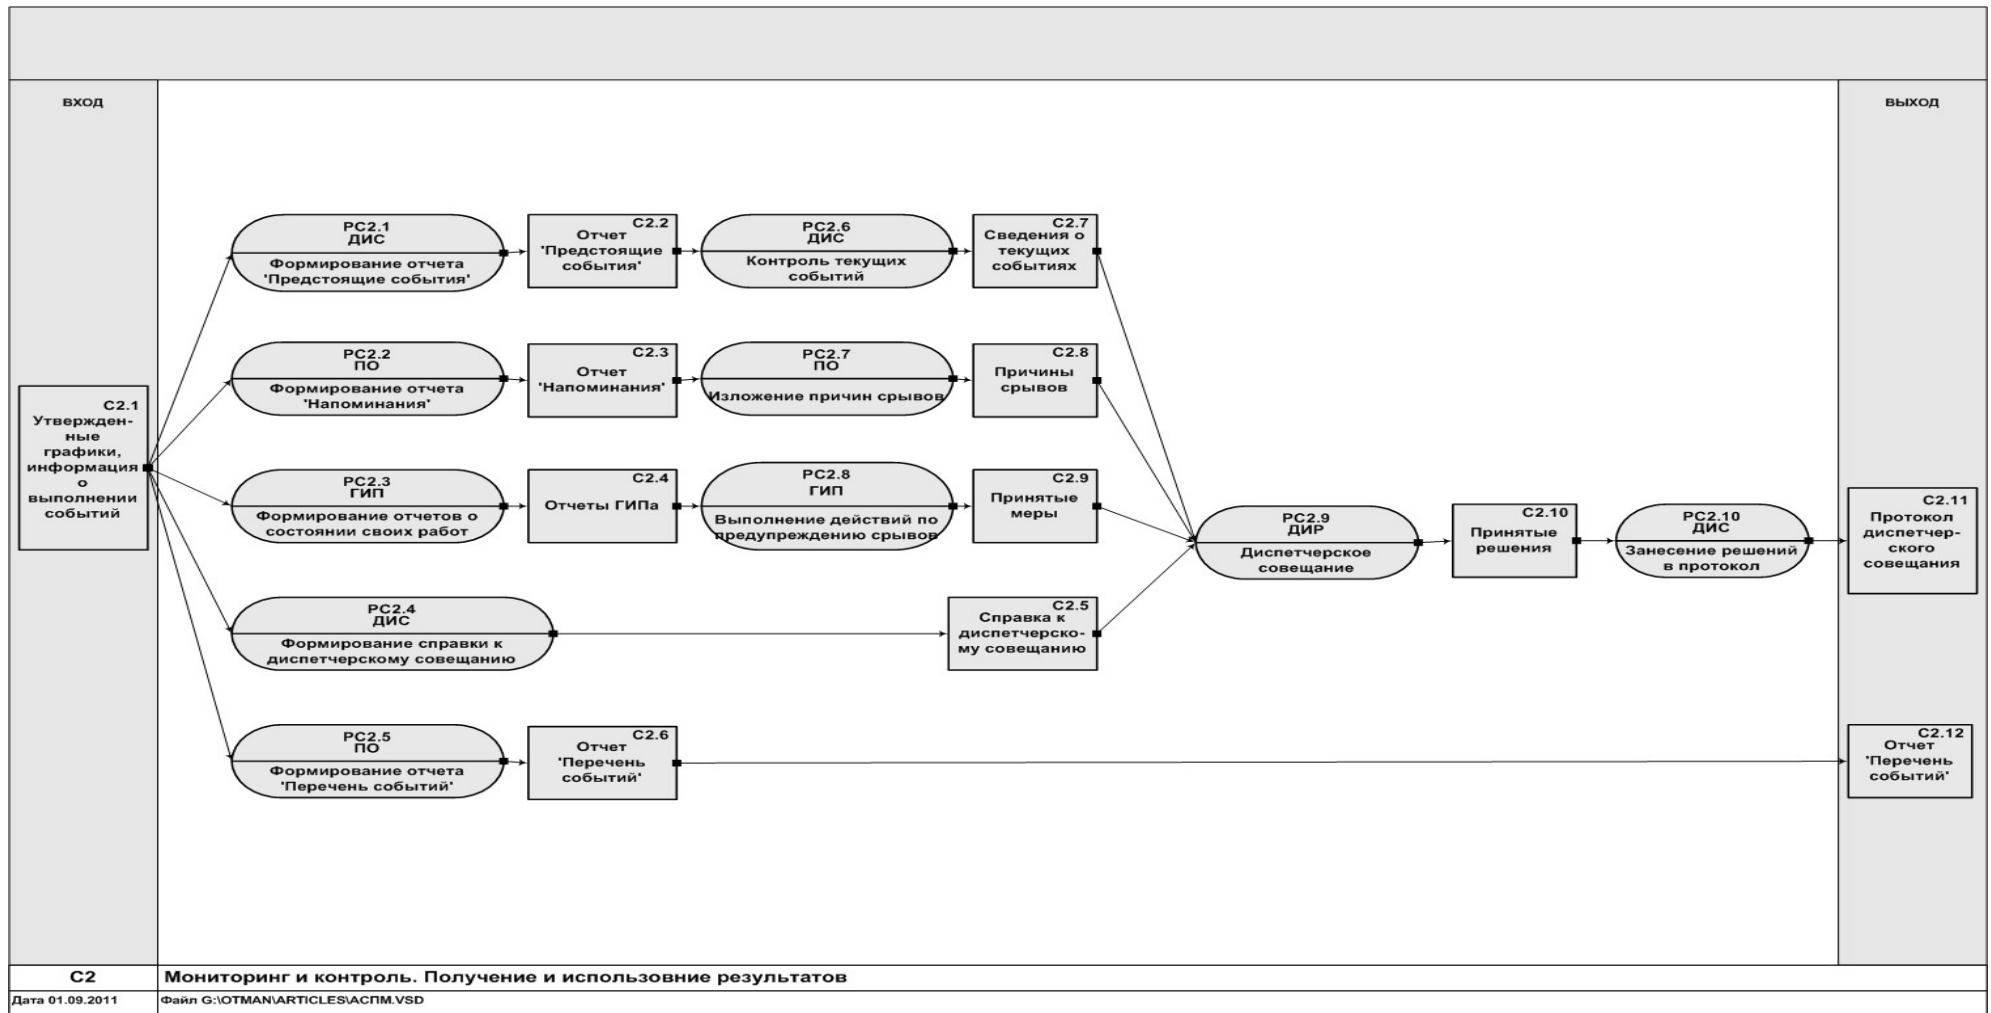 ВХОД
ВЫХОД
РС2.1
ДИС
Формирование отчета
'Предстоящие события'
С2.2
Отчет
'Предстоящие
события'
РС2.6
ДИС
Контроль текущих
событий
С2.7
Сведения о
текущих
событиях
РС2.2
ПО
Формирование отчета
'Напоминания'
С2.3
Отчет
'Напоминания'
РС2.7
ПО
Изложение причин срывов
С2.8
Причины
срывов
С2.1
Утвержден-
ные
графики,
информация
о
выполнении
событий
РС2.3
ГИП
Формирование отчетов о
состоянии своих работ
С2.4
Отчеты ГИПа
РС2.8
ГИП
Выполнение действий по
предупреждению срывов
С2.9
Принятые
меры
РС2.9
ДИР
Диспетчерское
совещание
С2.10
Принятые
решения
РС2.10
ДИС
Занесение решений
в протокол
С2.11
Протокол
диспетчер-
ского
совещания
РС2.4
ДИС
Формирование справки к
диспетчерскому совещанию
С2.5
Справка к
диспетчерско-
му совещанию
РС2.5
ПО
Формирование отчета
'Перечень событий'
С2.6
Отчет
'Перечень
событий'
С2.12
Отчет
'Перечень
событий'
С2
Мониторинг и контроль. Получение и использовние результатов
Дата 01.09.2011
Файл G:\OTMAN\ARTICLES\АСПМ.VSD